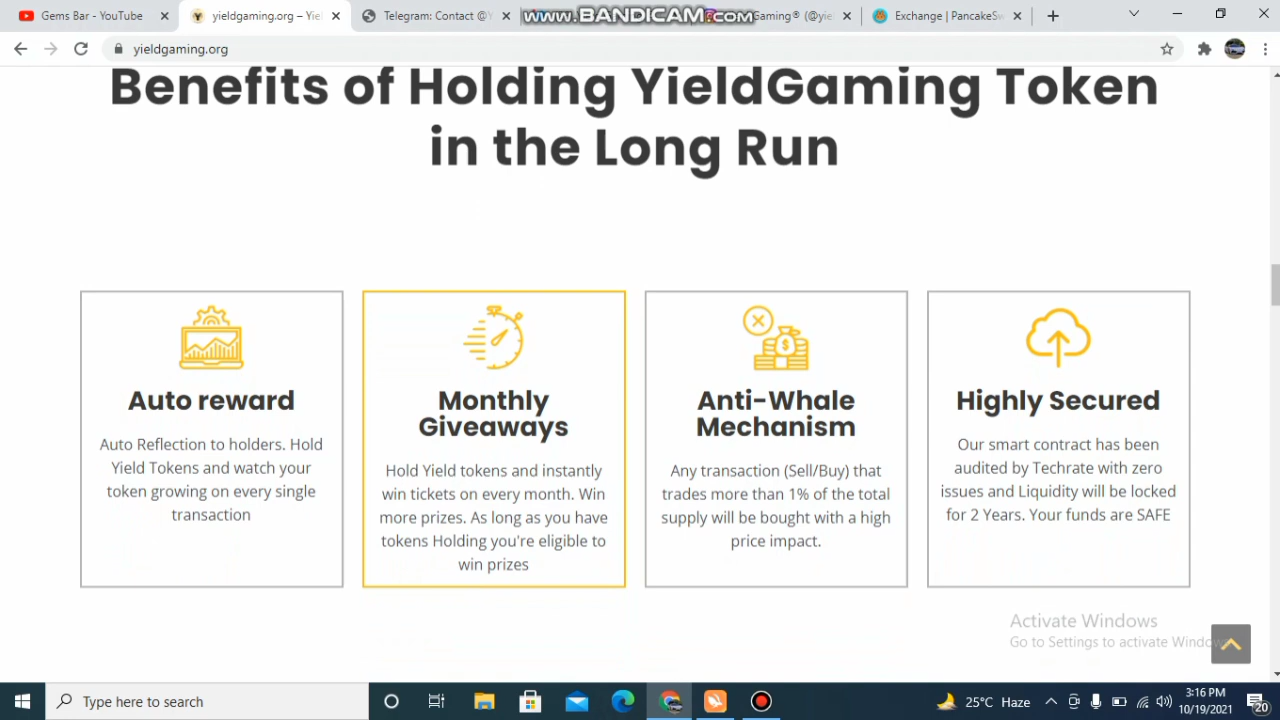 Gems Bar - YouTube
yieldgaming.org – Yie
Telegram: Contact @Y
www.BANDICAM.com
Gaming® (@yie
Exchange | PancakeSw
yieldgaming.org
Benefits of Holding YieldGaming Token
in the Long Run
Auto reward
Auto Reflection to holders. Hold
Yield Tokens and watch your
token growing on every single
transaction
Monthly
Giveaways
Hold Yield tokens and instantly
win tickets on every month. Win
more prizes. As long as you have
tokens Holding you're eligible to
win prizes
Anti-Whale
Mechanism
Any transaction (Sell/Buy) that
trades more than 1% of the total
supply will be bought with a high
price impact.
Highly Secured
Our smart contract has been
audited by Techrate with zero
issues and Liquidity will be locked
for 2 Years. Your funds are SAFE
Activate Windows
Go to Settings to activate Windows.
Type here to search
25°C Haze
3:16 PM
10/19/2021
20